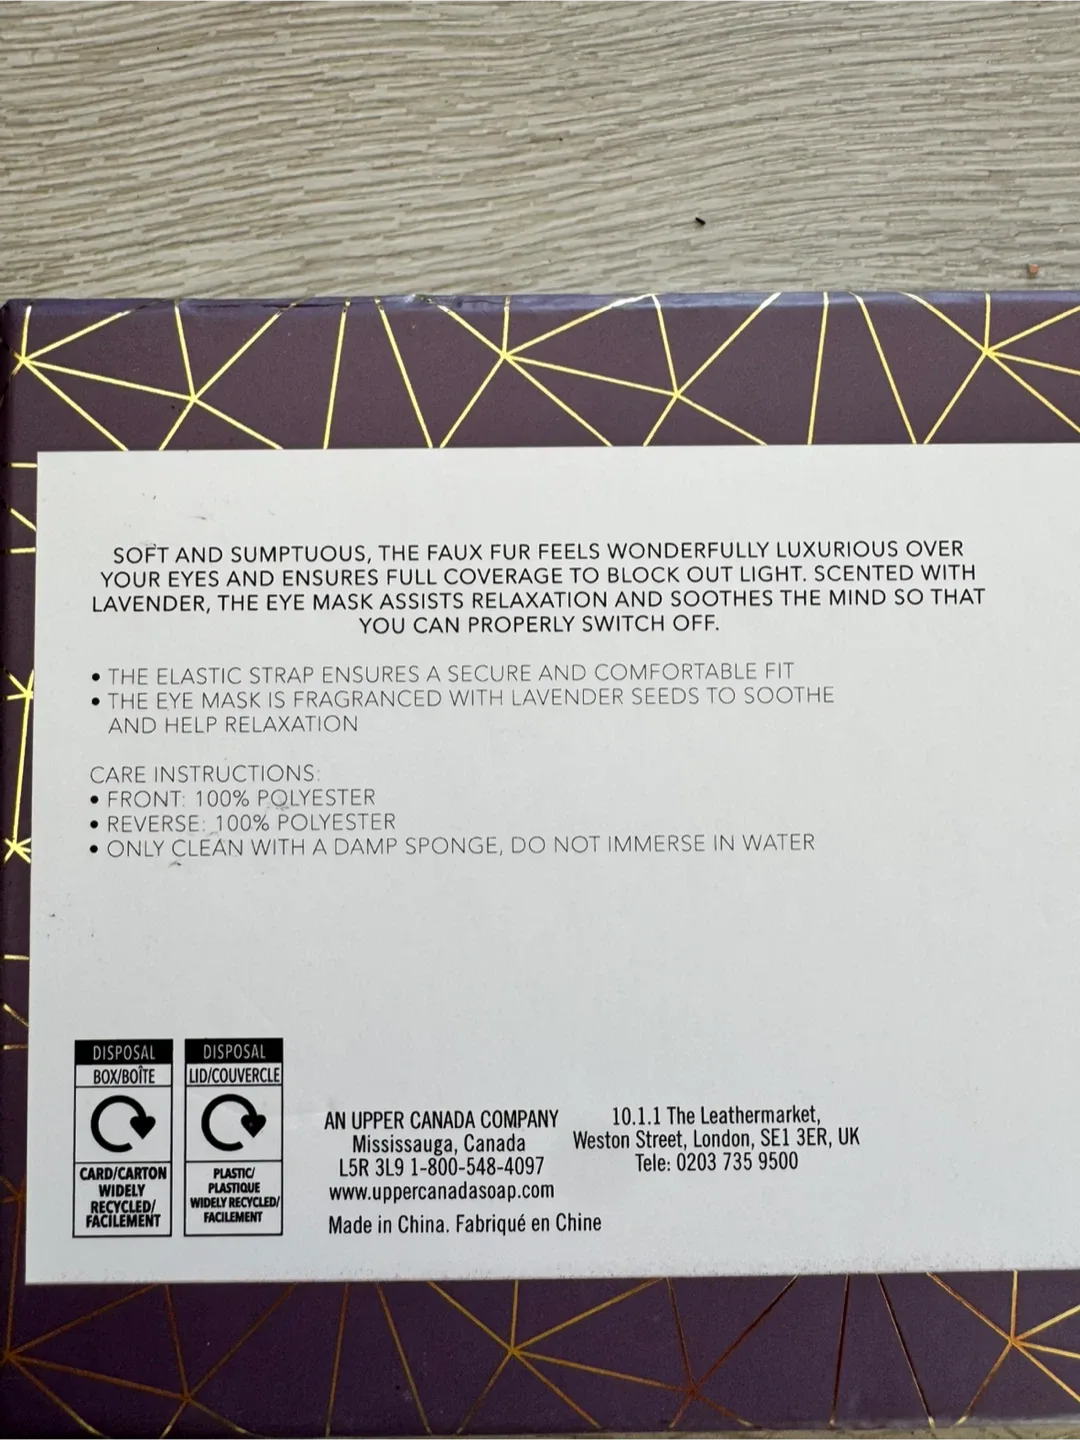 SOFT AND SUMPTUOUS, THE FAUX FUR FEELS WONDERFULLY LUXURIOUS OVER
YOUR EYES AND ENSURES FULL COVERAGE TO BLOCK OUT LIGHT. SCENTED WITH
LAVENDER, THE EYE MASK ASSISTS RELAXATION AND SOOTHES THE MIND SO THAT
YOU CAN PROPERLY SWITCH OFF.
• THE ELASTIC STRAP ENSURES A SECURE AND COMFORTABLE FIT
• THE EYE MASK IS FRAGRANCED WITH LAVENDER SEEDS TO SOOTHE
AND HELP RELAXATION
CARE INSTRUCTIONS:
• FRONT: 100% POLYESTER
• REVERSE: 100% POLYESTER
• ONLY CLEAN WITH A DAMP SPONGE, DO NOT IMMERSE IN WATER
DISPOSAL
BOX/BOÎTE
CARD/CARTON
WIDELY
RECYCLED/
FACILEMENT
DISPOSAL
LID/COUVERCLE
PLASTIC/
PLASTIQUE
WIDELY RECYCLED/
FACILEMENT
AN UPPER CANADA COMPANY
Mississauga, Canada
L5R 3L9 1-800-548-4097
www.uppercanadasoap.com
Made in China. Fabriqué en Chine
10.1.1 The Leathermarket,
Weston Street, London, SE1 3ER, UK
Tele: 0203 735 9500